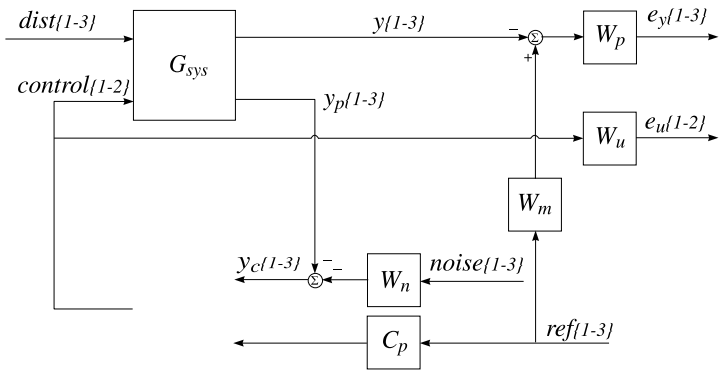 dist{1-3}
y{1-3}
−
Σ
+
W_p
e_y{1-3}
G_sys
control{1-2}
y_p{1-3}
W_u
e_u{1-2}
W_m
y_c{1-3}
−
−
Σ
W_n
noise{1-3}
C_p
ref{1-3}